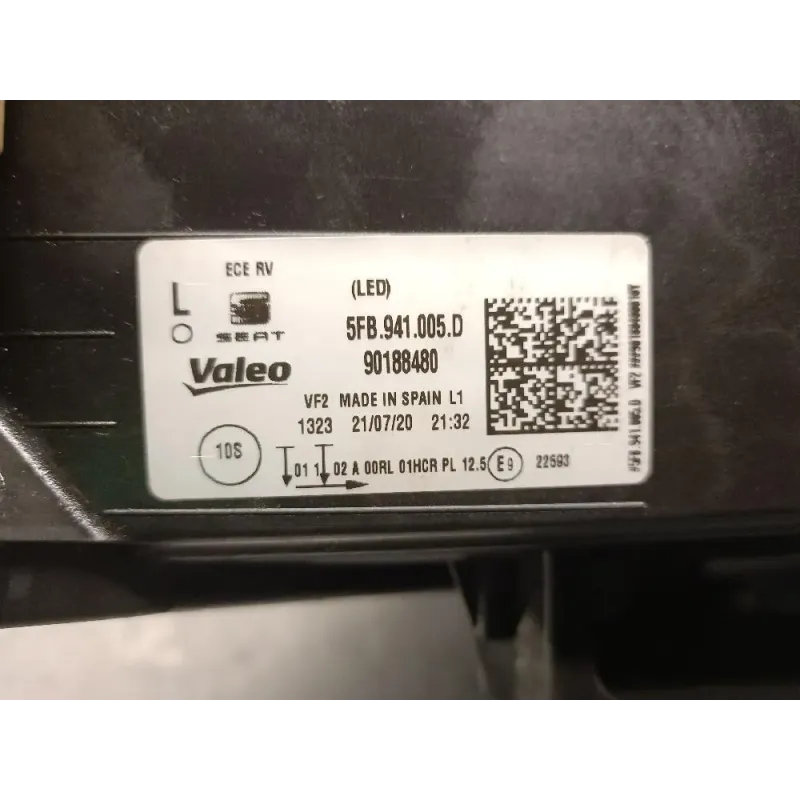 ECE RV
L
SEAT
(LED)
5FB.941.005.D
Valeo
90188480
VF2 MADE IN SPAIN L1
1323 21/07/20 21:32
10S
01 1 02 A 00RL 01HCR PL 12.5 E9 22593